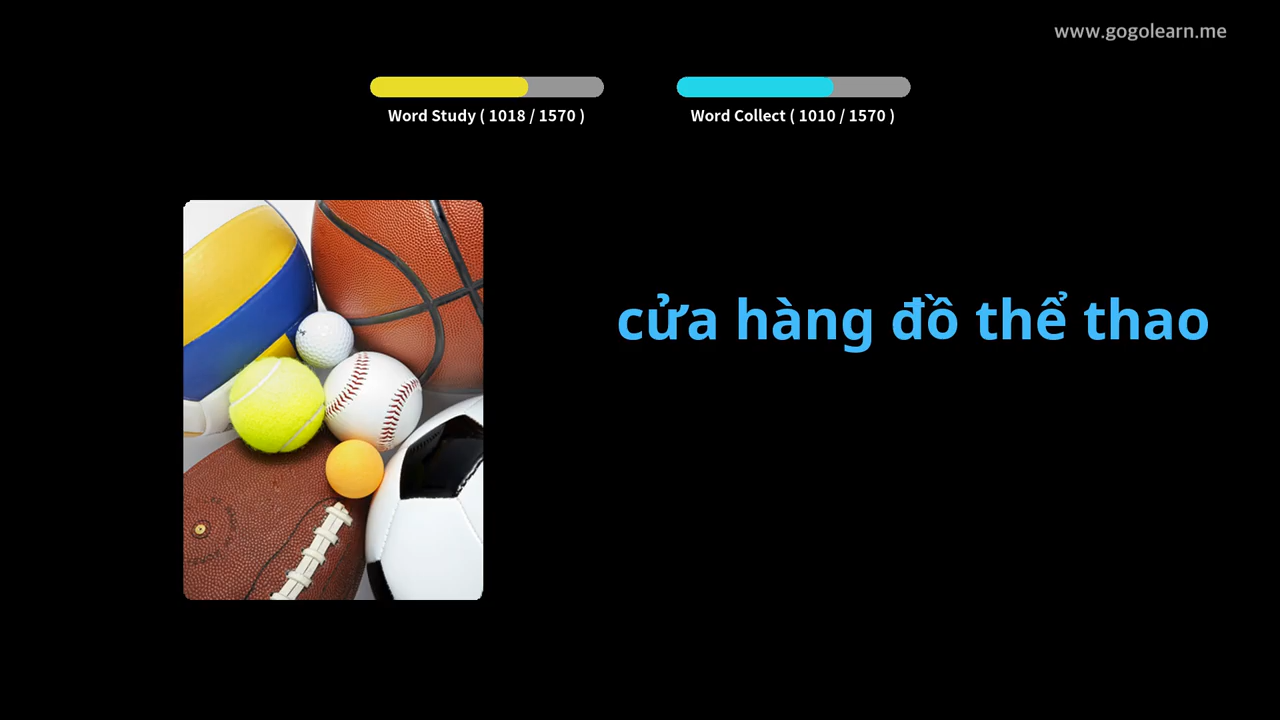 www.gogolearn.me
Word Study ( 1018 / 1570 )
Word Collect ( 1010 / 1570 )
cửa hàng đồ thể thao